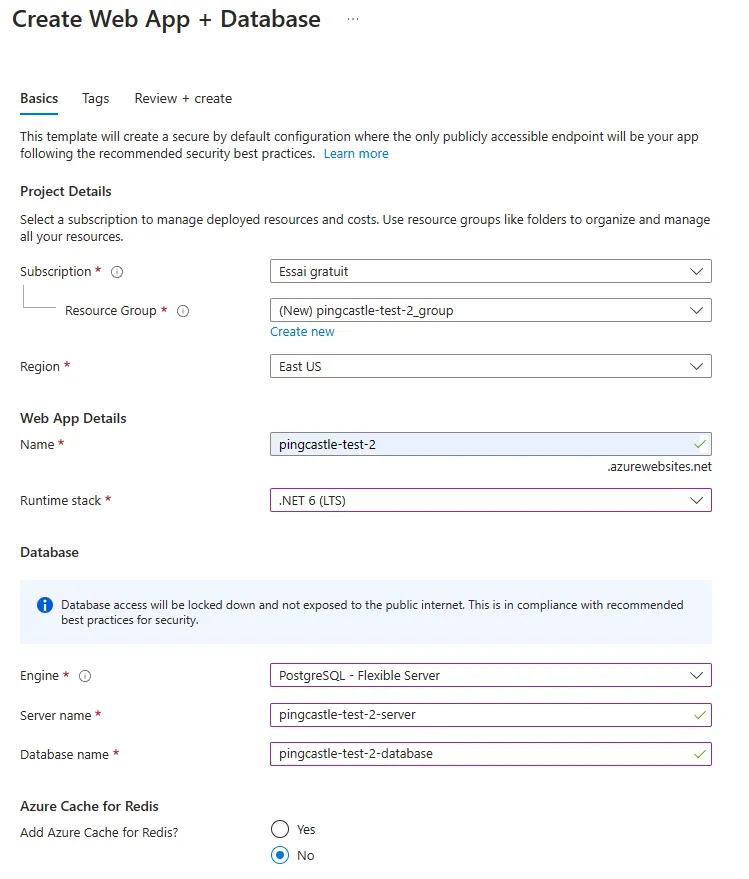 Create Web App + Database ...
Basics Tags Review + create
This template will create a secure by default configuration where the only publicly accessible endpoint will be your app
following the recommended security best practices. Learn more
Project Details
Select a subscription to manage deployed resources and costs. Use resource groups like folders to organize and manage
all your resources.
Subscription * Essai gratuit
Resource Group * (New) pingcastle-test-2_group
Create new
Region * East US
Web App Details
Name * pingcastle-test-2
.azurewebsites.net
Runtime stack * .NET 6 (LTS)
Database
Database access will be locked down and not exposed to the public internet. This is in compliance with recommended
best practices for security.
Engine * PostgreSQL - Flexible Server
Server name * pingcastle-test-2-server
Database name * pingcastle-test-2-database
Azure Cache for Redis
Add Azure Cache for Redis? Yes
No